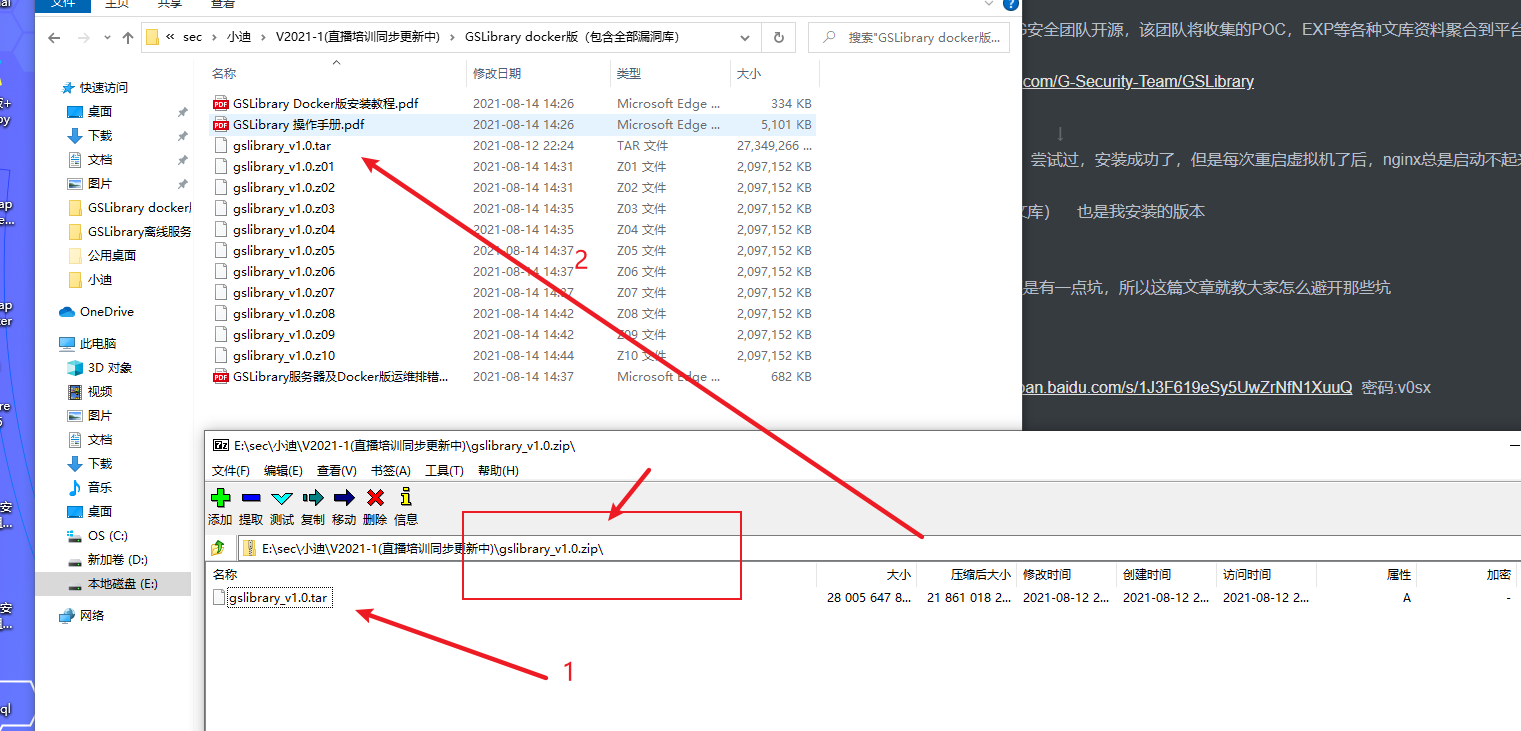 文件 主页 共享 查看
« sec › 小迪 › V2021-1(直播培训同步更新中) › GSLibrary docker版（包含全部漏洞库）
搜索"GSLibrary docker版...
名称 修改日期 类型 大小
GSLibrary Docker版安装教程.pdf 2021-08-14 14:26 Microsoft Edge ... 334 KB
GSLibrary 操作手册.pdf 2021-08-14 14:26 Microsoft Edge ... 5,101 KB
gslibrary_v1.0.tar 2021-08-12 22:24 TAR 文件 27,349,266 ...
gslibrary_v1.0.z01 2021-08-14 14:31 Z01 文件 2,097,152 KB
gslibrary_v1.0.z02 2021-08-14 14:31 Z02 文件 2,097,152 KB
gslibrary_v1.0.z03 2021-08-14 14:35 Z03 文件 2,097,152 KB
gslibrary_v1.0.z04 2021-08-14 14:35 Z04 文件 2,097,152 KB
gslibrary_v1.0.z05 2021-08-14 14:37 Z05 文件 2,097,152 KB
gslibrary_v1.0.z06 2021-08-14 14:37 Z06 文件 2,097,152 KB
gslibrary_v1.0.z07 2021-08-14 14:37 Z07 文件 2,097,152 KB
gslibrary_v1.0.z08 2021-08-14 14:42 Z08 文件 2,097,152 KB
gslibrary_v1.0.z09 2021-08-14 14:42 Z09 文件 2,097,152 KB
gslibrary_v1.0.z10 2021-08-14 14:44 Z10 文件 2,097,152 KB
GSLibrary服务器及Docker版运维排错... 2021-08-14 14:37 Microsoft Edge ... 682 KB
2
快速访问
桌面
下载
文档
图片
GSLibrary docker
GSLibrary离线服务
公用桌面
小迪
OneDrive
此电脑
3D 对象
视频
图片
文档
下载
音乐
桌面
OS (C:)
新加卷 (D:)
本地磁盘 (E:)
网络
安全团队开源，该团队将收集的POC，EXP等各种文库资料聚合到平台
com/G-Security-Team/GSLibrary
尝试过，安装成功了，但是每次重启虚拟机了后，nginx总是启动不起来
文库） 也是我安装的版本
是有一点坑，所以这篇文章就教大家怎么避开那些坑
pan.baidu.com/s/1J3F619eSy5UwZrNfN1XuuQ 密码:v0sx
E:\sec\小迪\V2021-1(直播培训同步更新中)\gslibrary_v1.0.zip\
文件(F) 编辑(E) 查看(V) 书签(A) 工具(T) 帮助(H)
添加 提取 测试 复制 移动 删除 信息
E:\sec\小迪\V2021-1(直播培训同步更新中)\gslibrary_v1.0.zip\
名称 大小 压缩后大小 修改时间 创建时间 访问时间 属性 加密
gslibrary_v1.0.tar 28 005 647 8... 21 861 018 2... 2021-08-12 2... 2021-08-12 2... 2021-08-12 2... A -
1